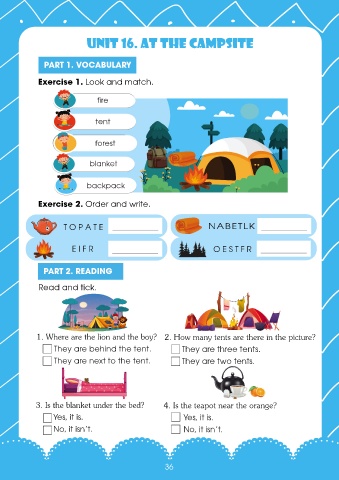 UNIT 16. AT THE CAMPSITE
PART 1. VOCABULARY
Exercise 1. Look and match.
fire
tent
forest
blanket
backpack
Exercise 2. Order and write.
TOPATE
NABETLK
EIFR
OESTFR
PART 2. READING
Read and tick.
1. Where are the lion and the boy?
They are behind the tent.
They are next to the tent.
2. How many tents are there in the picture?
They are three tents.
They are two tents.
3. Is the blanket under the bed?
Yes, it is.
No, it isn't.
4. Is the teapot near the orange?
Yes, it is.
No, it isn't.
36